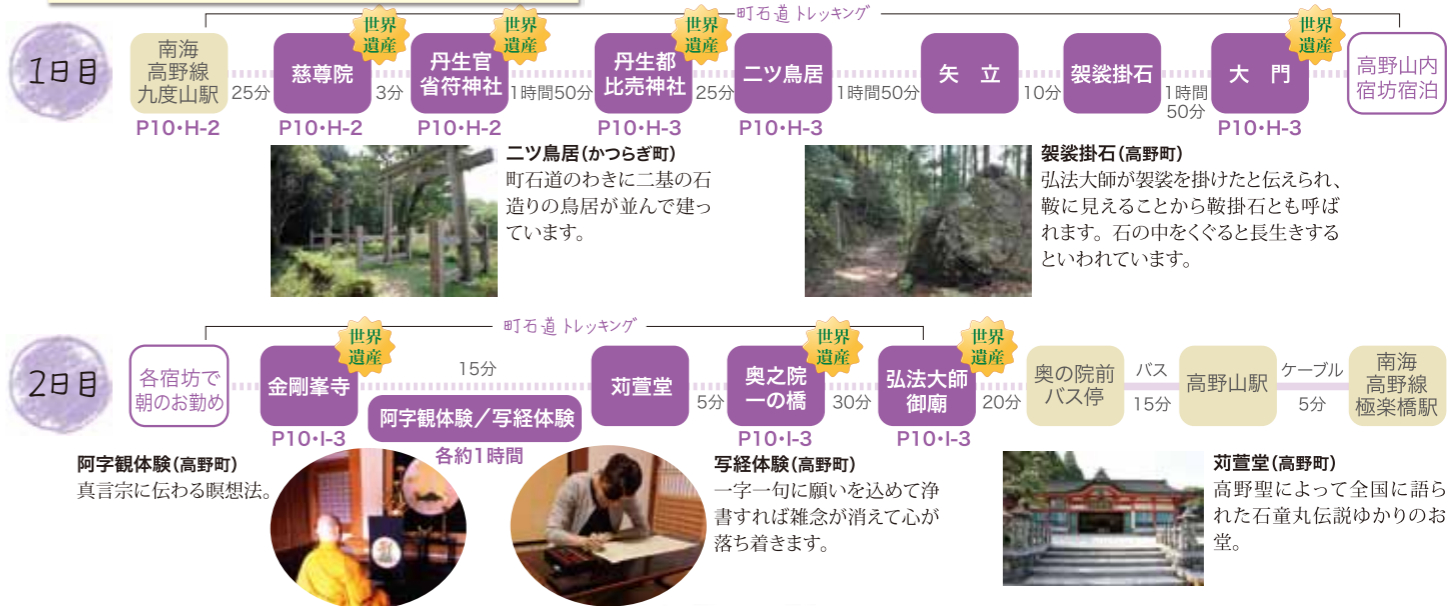 町石道トレッキング
1日目
南海
高野線
九度山駅
P10・H-2
25分
世界
遺産
慈尊院
P10・H-2
3分
世界
遺産
丹生官
省符神社
P10・H-2
1時間50分
世界
遺産
丹生都
比売神社
P10・H-3
25分
二ツ鳥居
P10・H-3
1時間50分
矢 立
10分
袈裟掛石
1時間
50分
世界
遺産
大 門
P10・H-3
高野山内
宿坊宿泊
二ツ鳥居(かつらぎ町)
町石道のわきに二基の石
造りの鳥居が並んで建っ
ています。
袈裟掛石(高野町)
弘法大師が袈裟を掛けたと伝えられ、
鞍に見えることから鞍掛石とも呼ば
れます。石の中をくぐると長生きする
といわれています。
町石道トレッキング
2日目
各宿坊で
朝のお勤め
世界
遺産
金剛峯寺
P10・I-3
15分
阿字観体験/写経体験
各約1時間
苅萱堂
5分
世界
遺産
奥之院
一の橋
P10・I-3
30分
世界
遺産
弘法大師
御廟
P10・I-3
20分
奥の院前
バス停
バス
15分
高野山駅
ケーブル
5分
南海
高野線
極楽橋駅
阿字観体験(高野町)
真言宗に伝わる瞑想法。
写経体験(高野町)
一字一句に願いを込めて浄
書すれば雑念が消えて心が
落ち着きます。
苅萱堂(高野町)
高野聖によって全国に語ら
れた石童丸伝説ゆかりのお
堂。